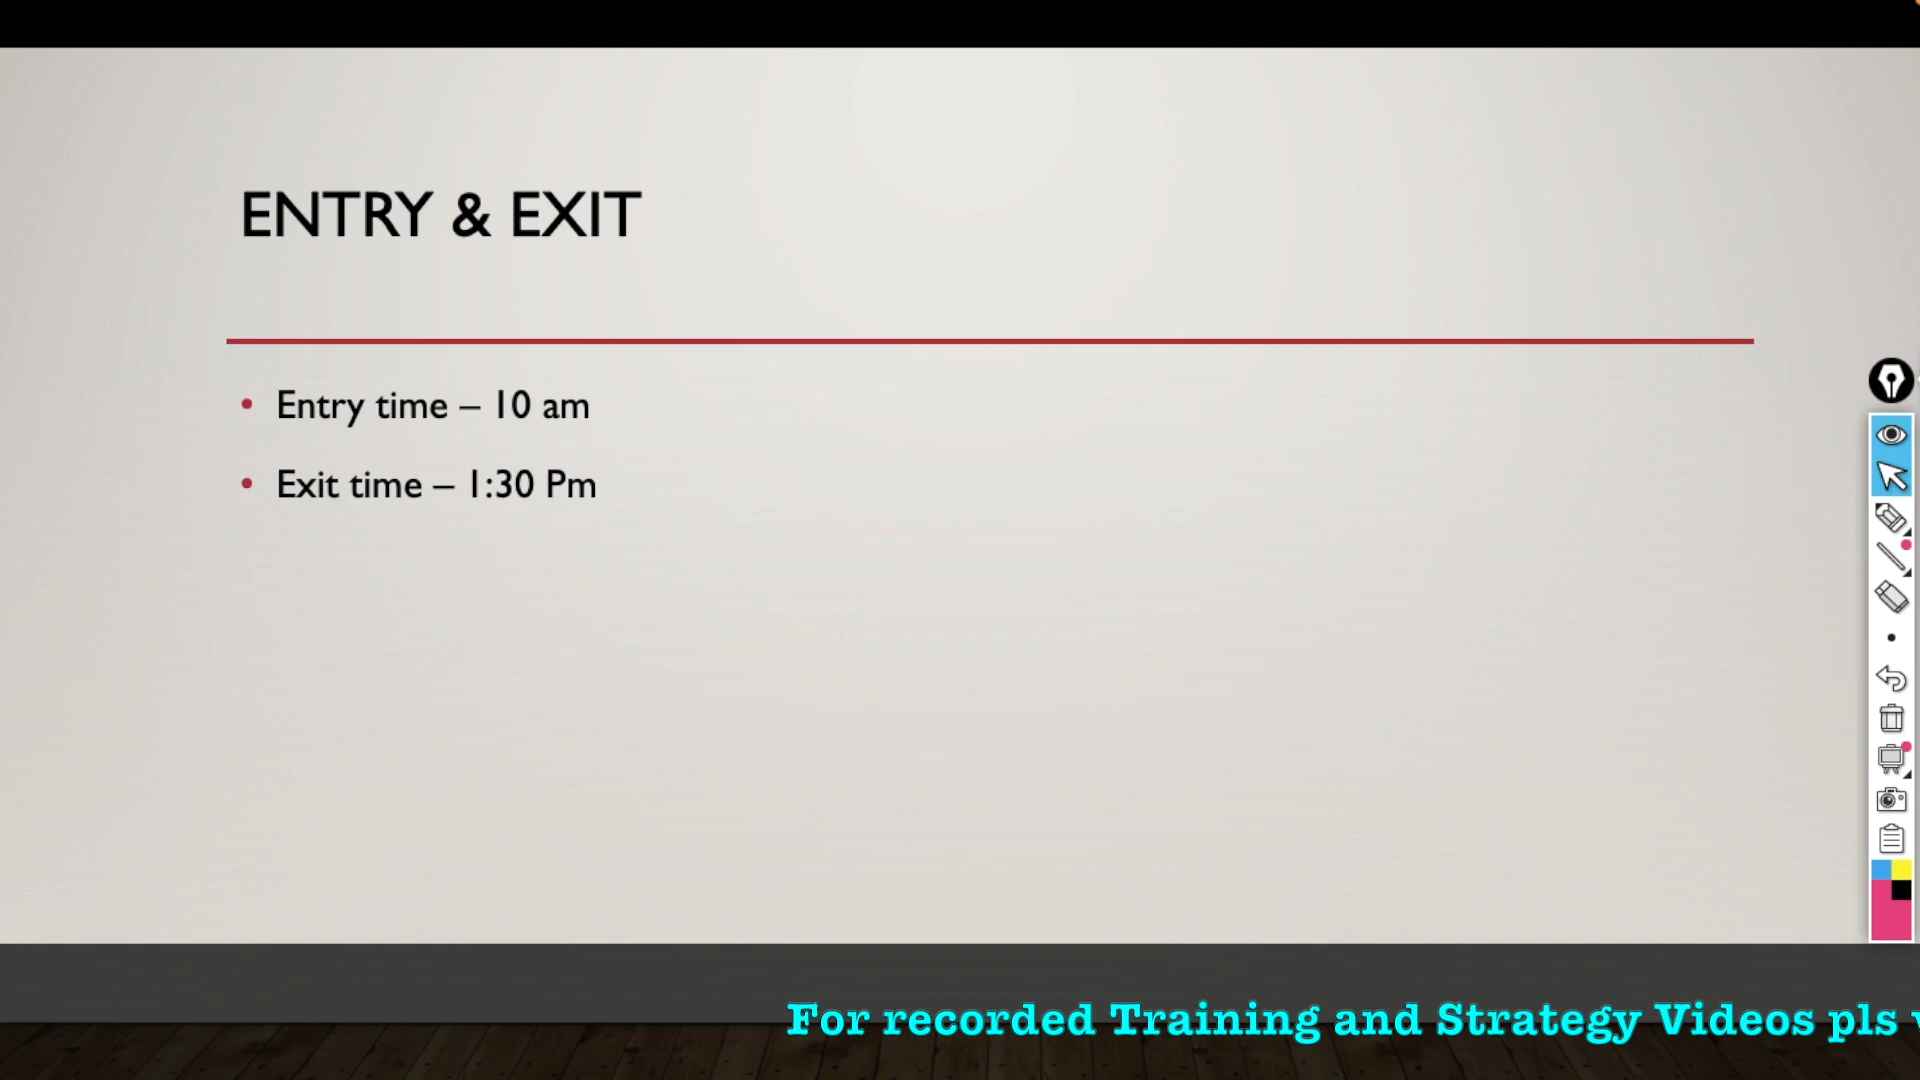 ENTRY & EXIT
• Entry time – 10 am
• Exit time – 1:30 Pm
For recorded Training and Strategy Videos pls